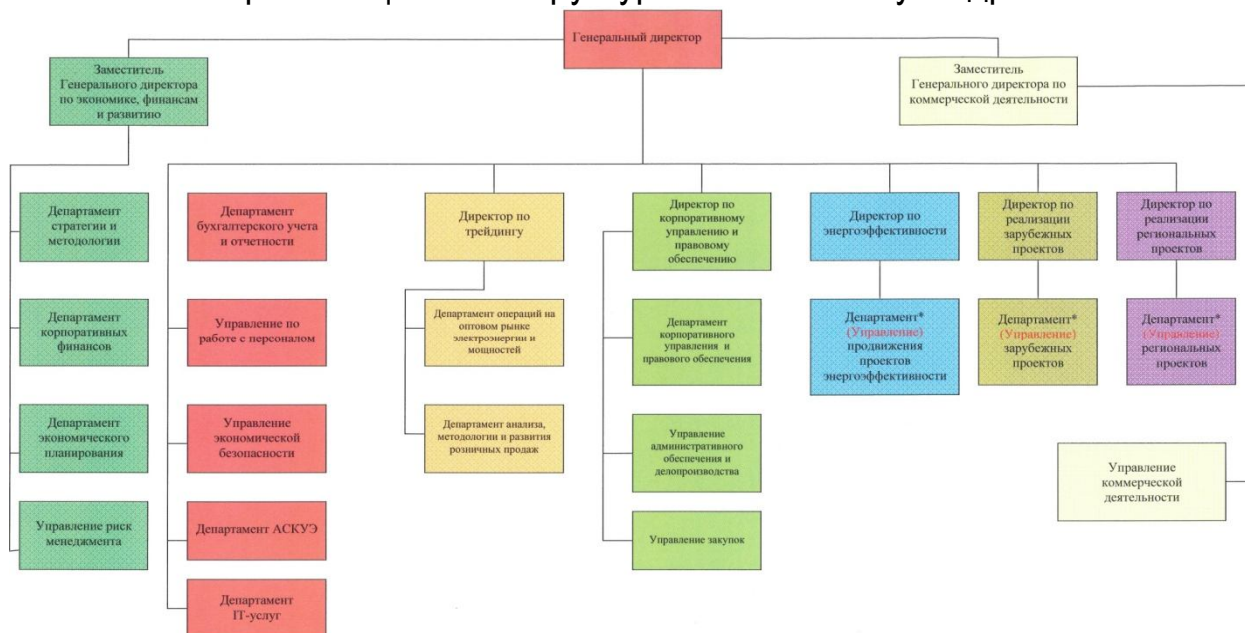 Генеральный директор
Заместитель
Генерального директора
по экономике, финансам
и развитию
Заместитель
Генерального директора по
коммерческой деятельности
Департамент
стратегии и
методологии
Департамент
бухгалтерского учета
и отчетности
Директор по
трейдингу
Директор по
корпоративному
управлению и
правовому
обеспечению
Директор по
энергоэффективности
Директор по
реализации
зарубежных
проектов
Директор по
реализации
региональных
проектов
Департамент
корпоративных
финансов
Управление по
работе с персоналом
Департамент операций на
оптовом рынке
электроэнергии и
мощностей
Департамент
корпоративного
управления и
правового обеспечения
Департамент*
(Управление)
продвижения
проектов
энергоэффективности
Департамент*
(Управление)
зарубежных
проектов
Департамент*
(Управление)
региональных
проектов
Департамент
экономического
планирования
Управление
экономической
безопасности
Департамент анализа,
методологии и развития
розничных продаж
Управление
административного
обеспечения и
делопроизводства
Управление
коммерческой
деятельности
Управление риск
менеджмента
Департамент АСКУЭ
Управление закупок
Департамент
IT-услуг